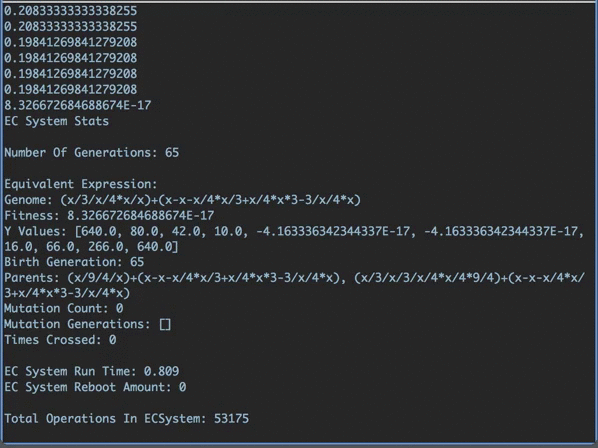 0.20833333333338255
0.20833333333338255
0.19841269841279208
0.19841269841279208
0.19841269841279208
0.19841269841279208
8.326672684688674E-17
EC System Stats
Number Of Generations: 65
Equivalent Expression:
Genome: (x/3/x/4*x/x)+(x-x-x/4*x/3+x/4*x*3-3/x/4*x)
Fitness: 8.326672684688674E-17
Y Values: [640.0, 80.0, 42.0, 10.0, -4.163336342344337E-17, -4.163336342344337E-17,
16.0, 66.0, 266.0, 640.0]
Birth Generation: 65
Parents: (x/9/4/x)+(x-x-x/4*x/3+x/4*x*3-3/x/4*x), (x/3/x/3/x/4*x/4*9/4)+(x-x-x/4*x/
3+x/4*x*3-3/x/4*x)
Mutation Count: 0
Mutation Generations: []
Times Crossed: 0
EC System Run Time: 0.809
EC System Reboot Amount: 0
Total Operations In ECSystem: 53175